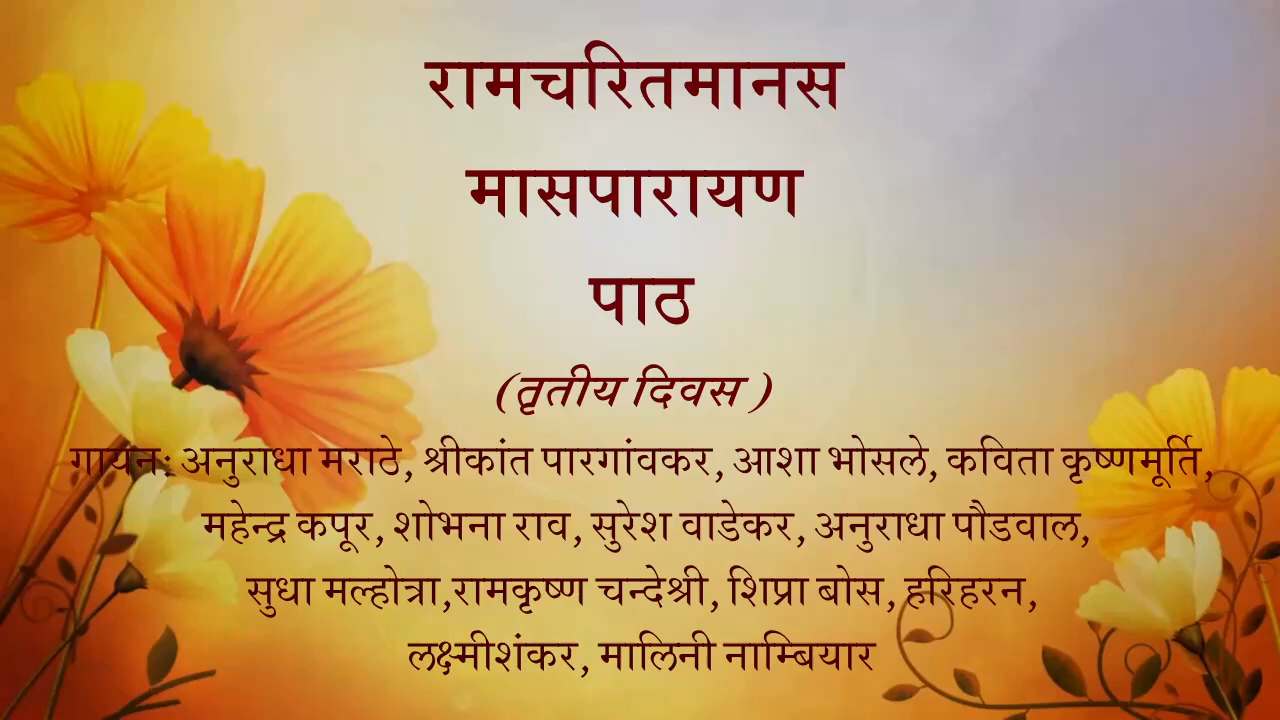 रामचरितमानस
मासपारायण
पाठ
(तृतीय दिवस )
गायन: अनुराधा मराठे, श्रीकांत पारगांवकर, आशा भोसले, कविता कृष्णमूर्ति,
महेन्द्र कपूर, शोभना राव, सुरेश वाडेकर, अनुराधा पौडवाल,
सुधा मल्होत्रा,रामकृष्ण चन्देश्री, शिप्रा बोस, हरिहरन,
लक्ष्मीशंकर, मालिनी नाम्बियार